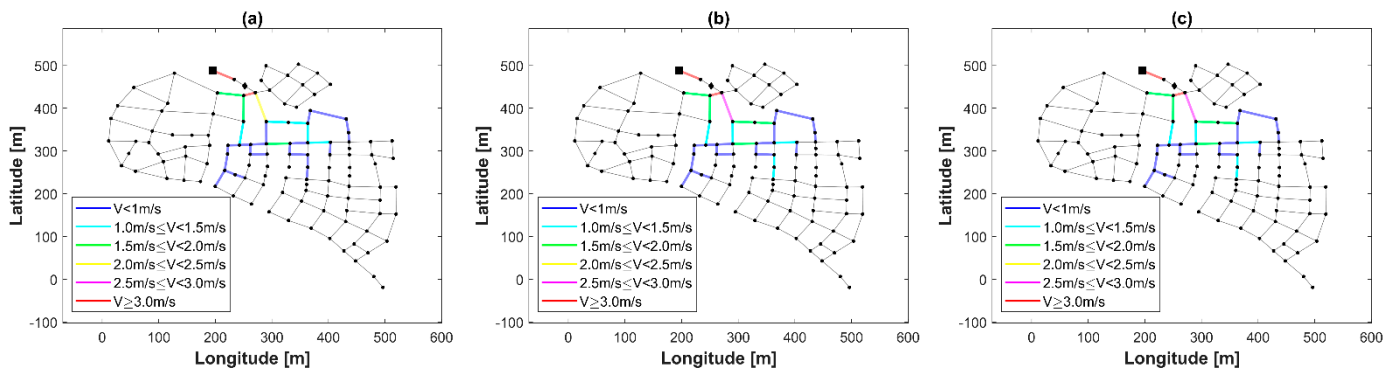 (a)
500
400
300
200
100
0
-100
Latitude [m]
V<1m/s
1.0m/s≤V<1.5m/s
1.5m/s≤V<2.0m/s
2.0m/s≤V<2.5m/s
2.5m/s≤V<3.0m/s
V≥3.0m/s
0 100 200 300 400 500 600
Longitude [m]
(b)
500
400
300
200
100
0
-100
Latitude [m]
V<1m/s
1.0m/s≤V<1.5m/s
1.5m/s≤V<2.0m/s
2.0m/s≤V<2.5m/s
2.5m/s≤V<3.0m/s
V≥3.0m/s
0 100 200 300 400 500 600
Longitude [m]
(c)
500
400
300
200
100
0
-100
Latitude [m]
V<1m/s
1.0m/s≤V<1.5m/s
1.5m/s≤V<2.0m/s
2.0m/s≤V<2.5m/s
2.5m/s≤V<3.0m/s
V≥3.0m/s
0 100 200 300 400 500 600
Longitude [m]